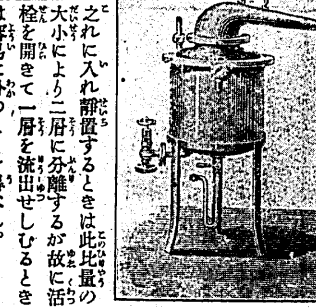 之れに入れ靜置するときは此比量の
大小により二層に分離するが故に活
栓を開きて一層を流出せしむるとき